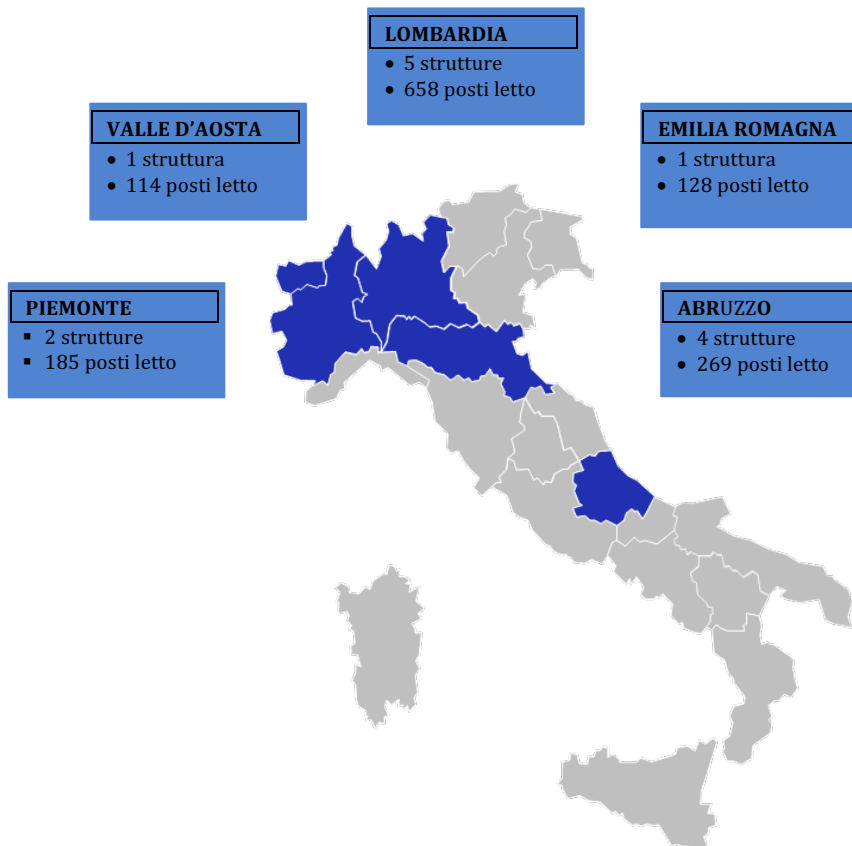 LOMBARDIA
• 5 strutture
• 658 posti letto
VALLE D'AOSTA
• 1 struttura
• 114 posti letto
EMILIA ROMAGNA
• 1 struttura
• 128 posti letto
PIEMONTE
▪ 2 strutture
▪ 185 posti letto
ABRUZZO
• 4 strutture
• 269 posti letto